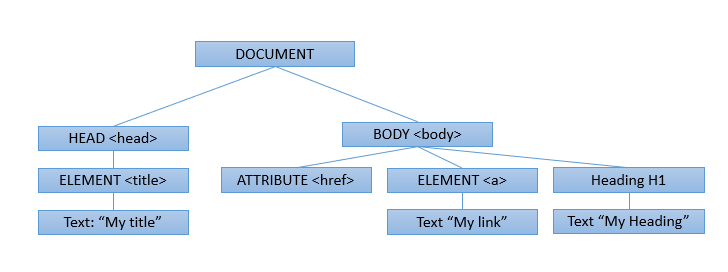 DOCUMENT
HEAD <head>
BODY <body>
ELEMENT <title>
ATTRIBUTE <href>
ELEMENT <a>
Heading H1
Text: “My title”
Text “My link”
Text “My Heading”